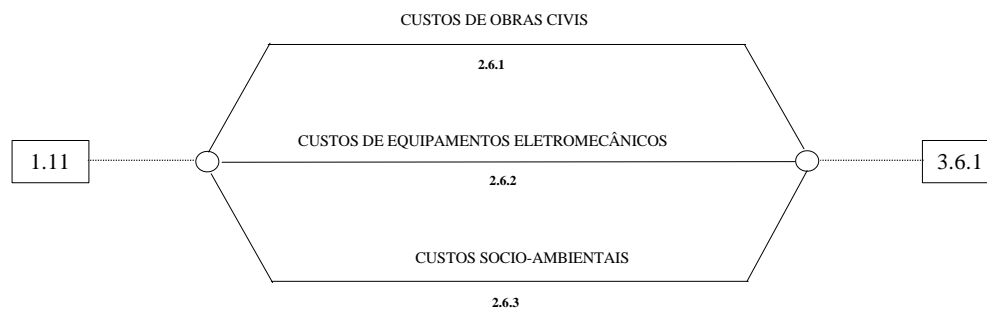 CUSTOS DE OBRAS CIVIS
2.6.1
CUSTOS DE EQUIPAMENTOS ELETROMECÂNICOS
1.11
3.6.1
2.6.2
CUSTOS SOCIO-AMBIENTAIS
2.6.3